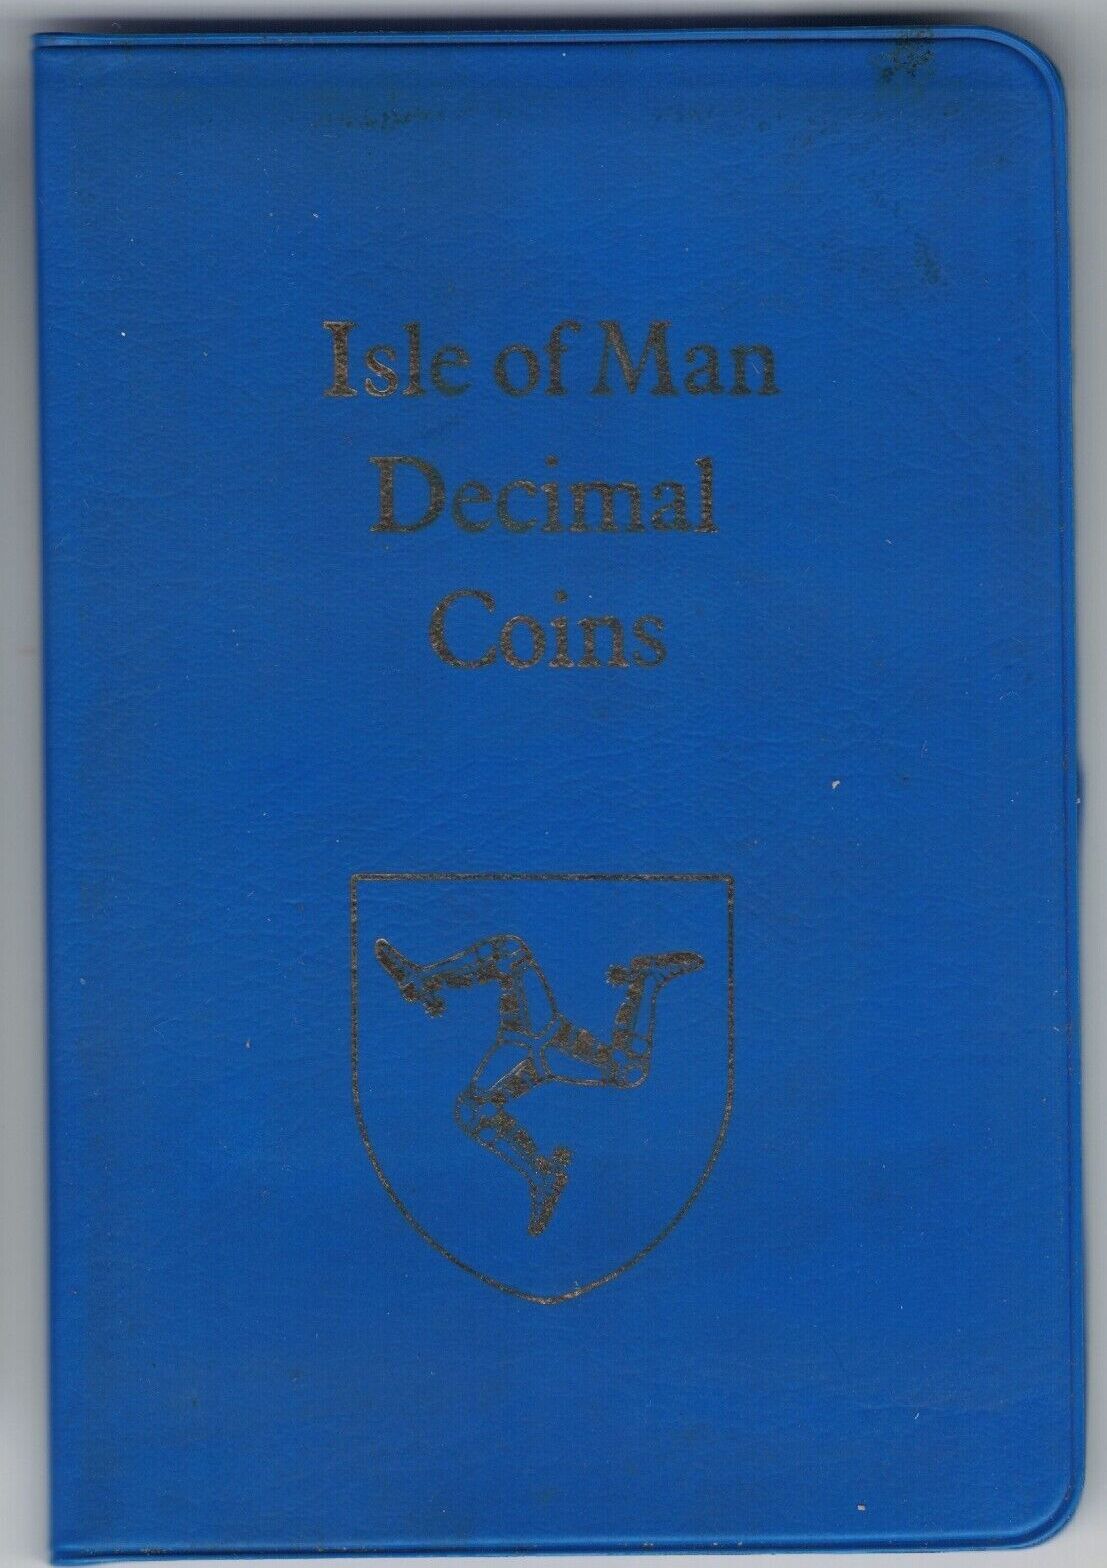 Isle of Man
Decimal
Coins